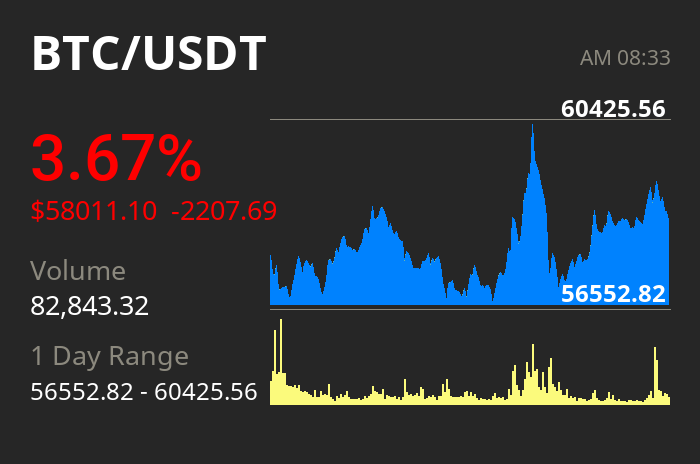 BTC/USDT
AM 08:33
60425.56
3.67%
$58011.10 -2207.69
Volume
82,843.32
56552.82
1 Day Range
56552.82 - 60425.56